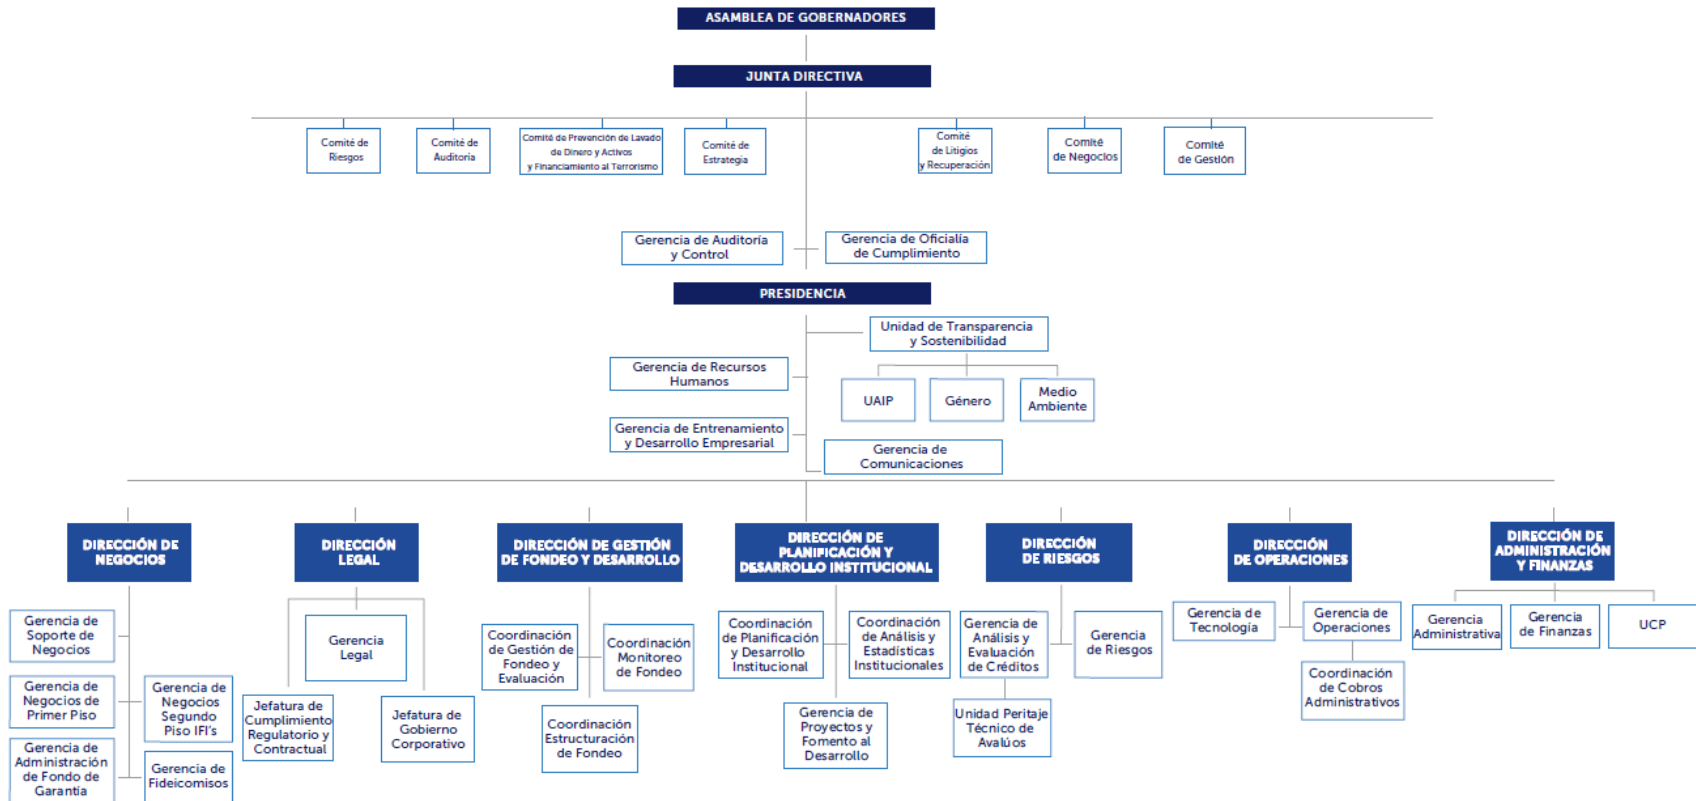 ASAMBLEA DE GOBERNADORES
JUNTA DIRECTIVA
Comité de
Riesgos
Comité de
Auditoría
Comité de Prevención de Lavado
de Dinero y Activos
y Financiamiento al Terrorismo
Comité de
Estrategia
Comité
de Litigios
y Recuperación
Comité
de Negocios
Comité
de Gestión
Gerencia de Auditoría
y Control
Gerencia de Oficialía
de Cumplimiento
PRESIDENCIA
Unidad de Transparencia
y Sostenibilidad
Gerencia de Recursos
Humanos
UAIP
Género
Medio
Ambiente
Gerencia de Entrenamiento
y Desarrollo Empresarial
Gerencia de
Comunicaciones
DIRECCIÓN DE
NEGOCIOS
DIRECCIÓN
LEGAL
DIRECCIÓN DE GESTIÓN
DE FONDEO Y DESARROLLO
DIRECCIÓN DE
PLANIFICACIÓN Y
DESARROLLO INSTITUCIONAL
DIRECCIÓN
DE RIESGOS
DIRECCIÓN
DE OPERACIONES
DIRECCIÓN DE
ADMINISTRACIÓN
Y FINANZAS
Gerencia de
Soporte de
Negocios
Gerencia de
Negocios de
Primer Piso
Gerencia de
Negocios
Segundo
Piso IFI's
Gerencia de
Administración
de Fondo de
Garantía
Gerencia de
Fideicomisos
Gerencia
Legal
Jefatura de
Cumplimiento
Regulatorio y
Contractual
Jefatura de
Gobierno
Corporativo
Coordinación
de Gestión de
Fondeo y
Evaluación
Coordinación
Monitoreo
de Fondeo
Coordinación
Estructuración
de Fondeo
Coordinación
de Planificación
y Desarrollo
Institucional
Coordinación
de Análisis y
Estadísticas
Institucionales
Gerencia de
Proyectos y
Fomento al
Desarrollo
Gerencia de
Análisis y
Evaluación
de Créditos
Gerencia
de Riesgos
Unidad Peritaje
Técnico de
Avalúos
Gerencia de
Tecnología
Gerencia de
Operaciones
Coordinación
de Cobros
Administrativos
Gerencia
Administrativa
Gerencia
de Finanzas
UCP